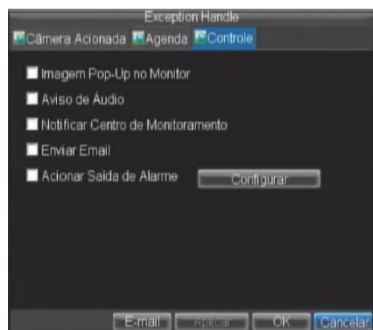 Exception Handle
Câmera Acionada Agenda Controle
Imagem Pop-Up no Monitor
Aviso de Áudio
Notificar Centro de Monitoramento
Enviar Email
Acionar Saída de Alarme Configurar
E-mail Aplicar OK Cancelar